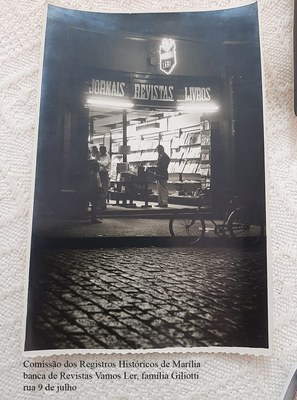 JORNAIS REVISTAS LIVROS
Comissão dos Registros Históricos de Marília
banca de Revistas Vamos Ler, família Giliotti
rua 9 de julho